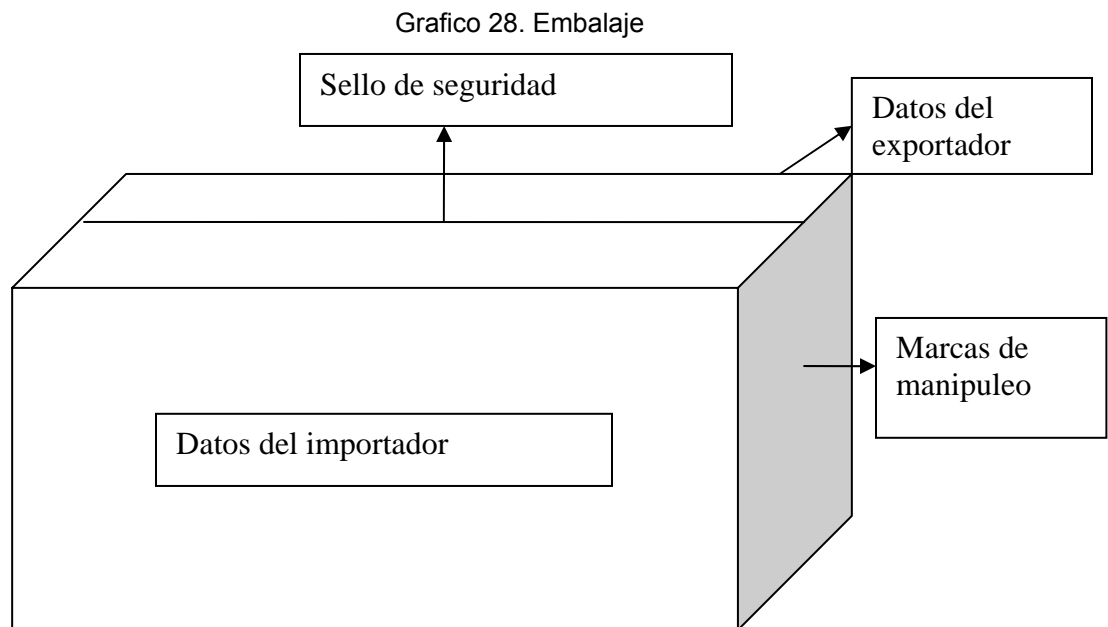 Grafico 28. Embalaje
Sello de seguridad
Datos del
exportador
Marcas de
manipuleo
Datos del importador